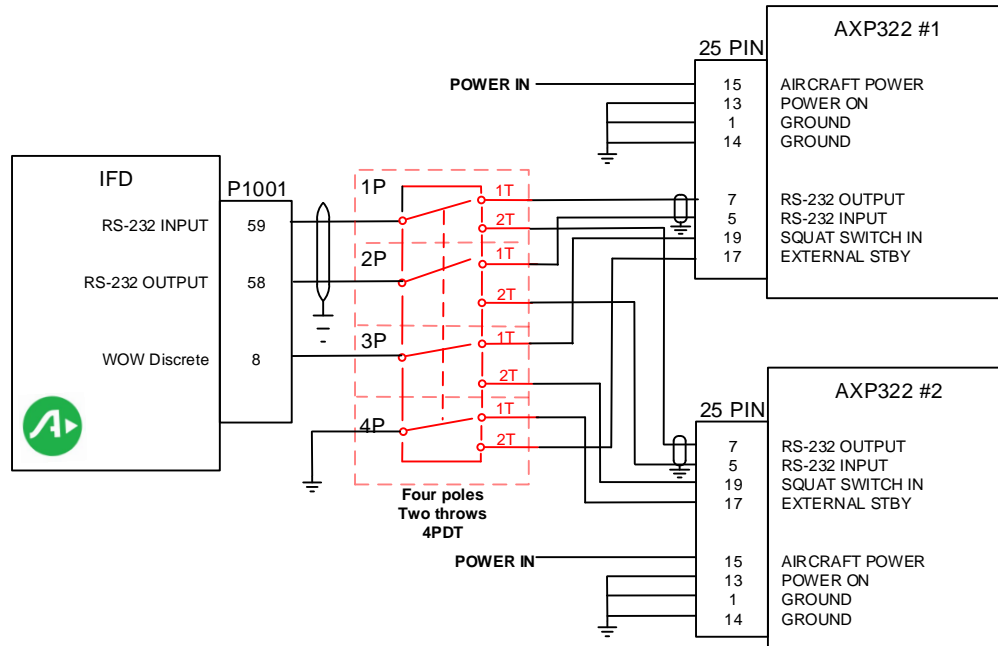 IFD
P1001
RS-232 INPUT 59
RS-232 OUTPUT 58
WOW Discrete 8
1P
1T
2T
2P
1T
2T
3P
1T
2T
4P
1T
2T
Four poles
Two throws
4PDT
AXP322 #1
25 PIN
POWER IN 15 AIRCRAFT POWER
13 POWER ON
1 GROUND
14 GROUND
7 RS-232 OUTPUT
5 RS-232 INPUT
19 SQUAT SWITCH IN
17 EXTERNAL STBY
AXP322 #2
25 PIN
7 RS-232 OUTPUT
5 RS-232 INPUT
19 SQUAT SWITCH IN
17 EXTERNAL STBY
POWER IN 15 AIRCRAFT POWER
13 POWER ON
1 GROUND
14 GROUND